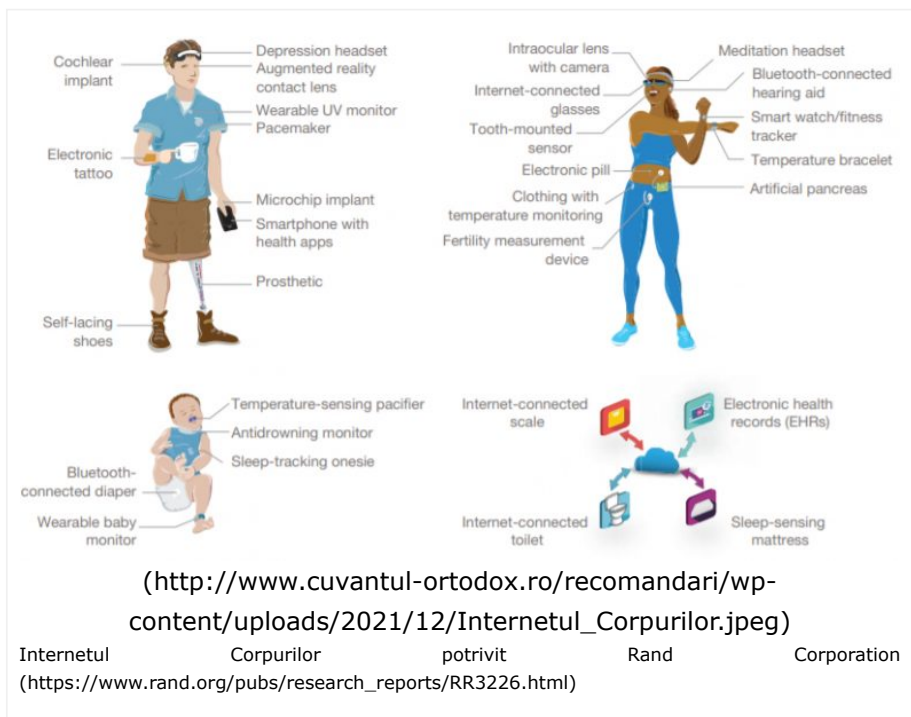 Cochlear
implant
Depression headset
Augmented reality
contact lens
Wearable UV monitor
Pacemaker
Electronic
tattoo
Microchip implant
Smartphone with
health apps
Prosthetic
Self-lacing
shoes
Intraocular lens
with camera
Internet-connected
glasses
Tooth-mounted
sensor
Electronic pill
Clothing with
temperature monitoring
Fertility measurement
device
Meditation headset
Bluetooth-connected
hearing aid
Smart watch/fitness
tracker
Temperature bracelet
Artificial pancreas
Temperature-sensing pacifier
Antidrowning monitor
Sleep-tracking onesie
Bluetooth-
connected diaper
Wearable baby
monitor
Internet-connected
scale
Electronic health
records (EHRs)
Internet-connected
toilet
Sleep-sensing
mattress
(http://www.cuvantul-ortodox.ro/recomandari/wp-
content/uploads/2021/12/Internetul_Corpurilor.jpeg)
Internetul Corpurilor potrivit Rand Corporation
(https://www.rand.org/pubs/research_reports/RR3226.html)